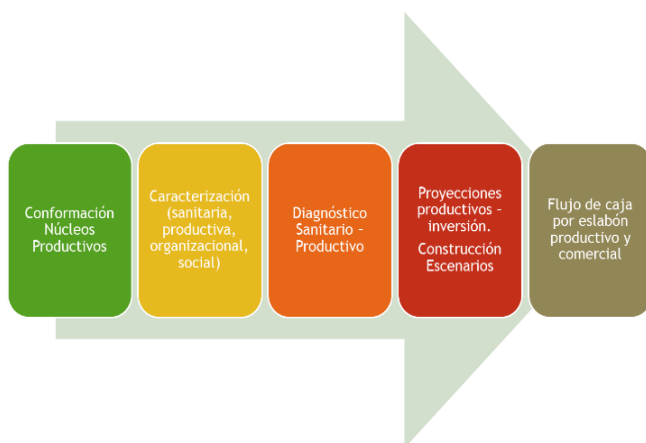 Conformación
Núcleos
Productivos
Caracterización
(sanitaria,
productiva,
organizacional,
social)
Diagnóstico
Sanitario –
Productivo
Proyecciones
productivos –
inversión.
Construcción
Escenarios
Flujo de caja
por eslabón
productivo y
comercial